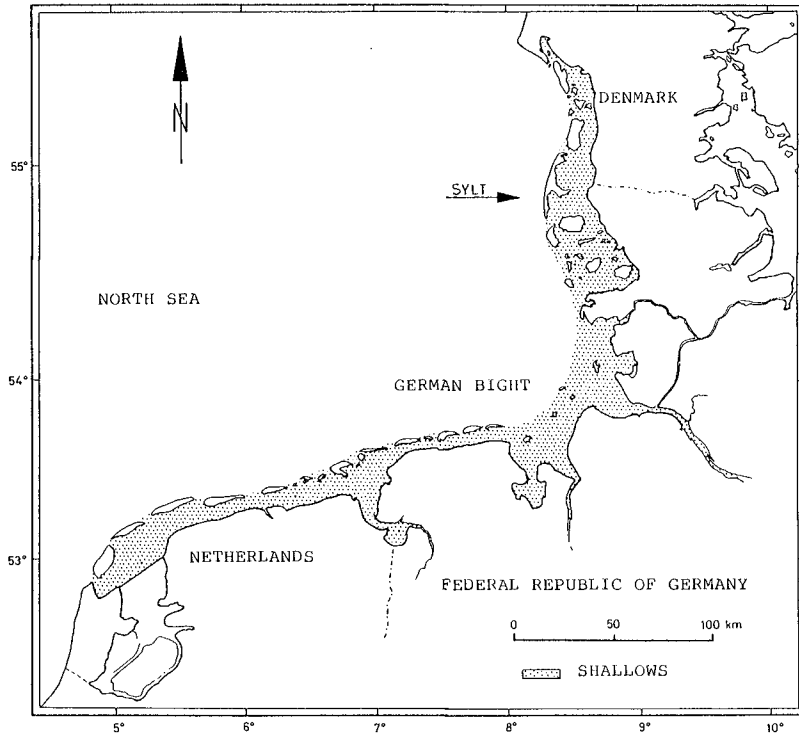 N
DENMARK
55°
SYLT
NORTH SEA
54°
GERMAN BIGHT
53°
NETHERLANDS
FEDERAL REPUBLIC OF GERMANY
0 50 100 km
SHALLOWS
5° 6° 7° 8° 9° 10°